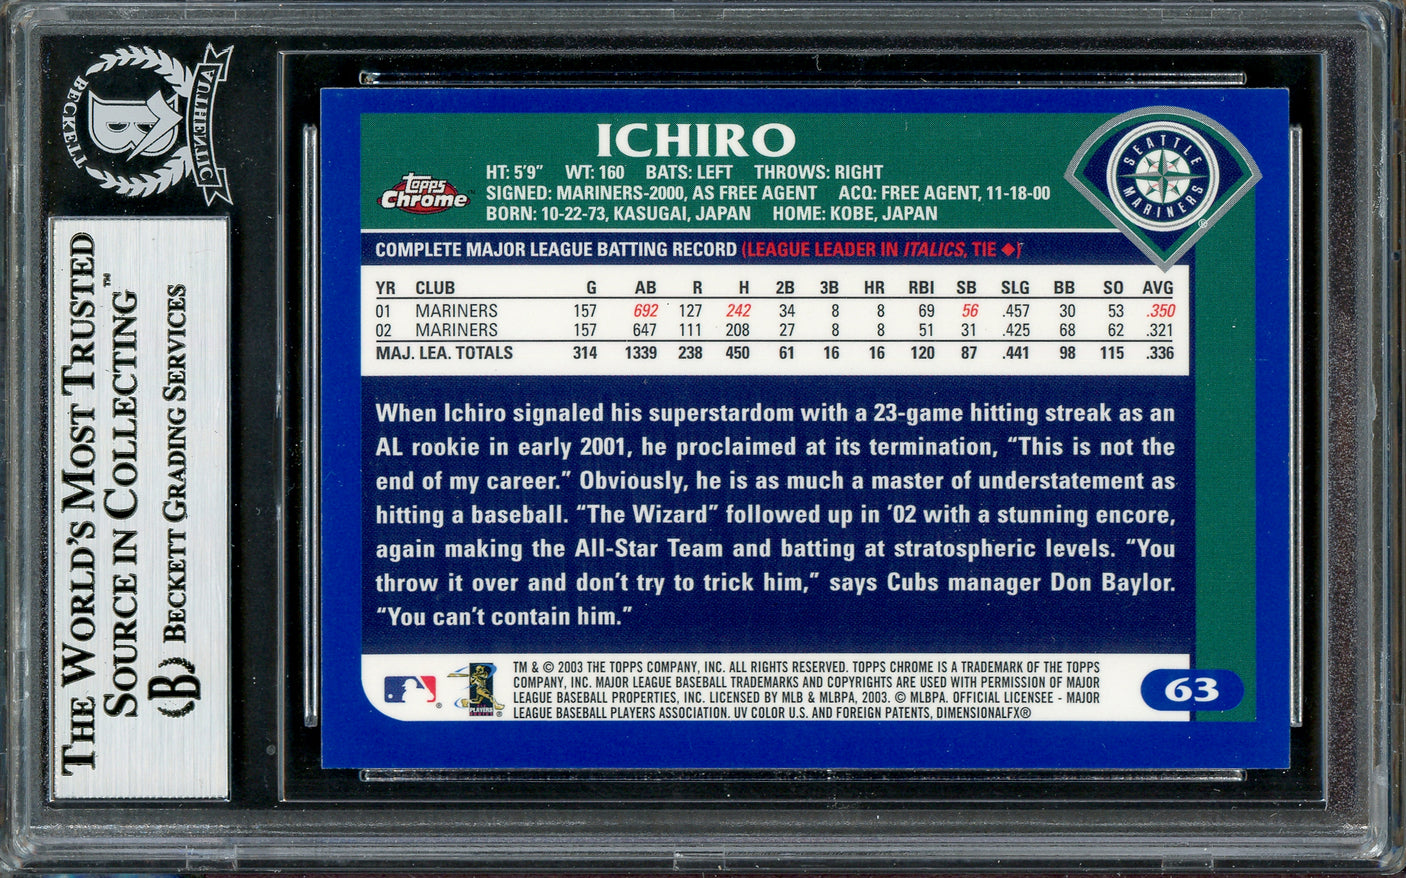 BECKETT AUTHENTIC
B
THE WORLD'S MOST TRUSTED
SOURCE IN COLLECTING™
B BECKETT GRADING SERVICES
ICHIRO
HT: 5'9" WT: 160 BATS: LEFT THROWS: RIGHT
SIGNED: MARINERS-2000, AS FREE AGENT ACQ: FREE AGENT, 11-18-00
BORN: 10-22-73, KASUGAI, JAPAN HOME: KOBE, JAPAN
topps
Chrome™
SEATTLE
MARINERS
®
COMPLETE MAJOR LEAGUE BATTING RECORD (LEAGUE LEADER IN ITALICS, TIE ◆)
YR CLUB G AB R H 2B 3B HR RBI SB SLG BB SO AVG
01 MARINERS 157 692 127 242 34 8 8 69 56 .457 30 53 .350
02 MARINERS 157 647 111 208 27 8 8 51 31 .425 68 62 .321
MAJ. LEA. TOTALS 314 1339 238 450 61 16 16 120 87 .441 98 115 .336
When Ichiro signaled his superstardom with a 23-game hitting streak as an
AL rookie in early 2001, he proclaimed at its termination, “This is not the
end of my career.” Obviously, he is as much a master of understatement as
hitting a baseball. “The Wizard” followed up in ’02 with a stunning encore,
again making the All-Star Team and batting at stratospheric levels. “You
throw it over and don’t try to trick him,” says Cubs manager Don Baylor.
“You can’t contain him.”
®
PLAYERS
CHOICE
TM & © 2003 THE TOPPS COMPANY, INC. ALL RIGHTS RESERVED. TOPPS CHROME IS A TRADEMARK OF THE TOPPS
COMPANY, INC. MAJOR LEAGUE BASEBALL TRADEMARKS AND COPYRIGHTS ARE USED WITH PERMISSION OF MAJOR
LEAGUE BASEBALL PROPERTIES, INC. LICENSED BY MLB & MLBPA, 2003. © MLBPA. OFFICIAL LICENSEE - MAJOR
LEAGUE BASEBALL PLAYERS ASSOCIATION. UV COLOR U.S. AND FOREIGN PATENTS, DIMENSIONALFX®
63